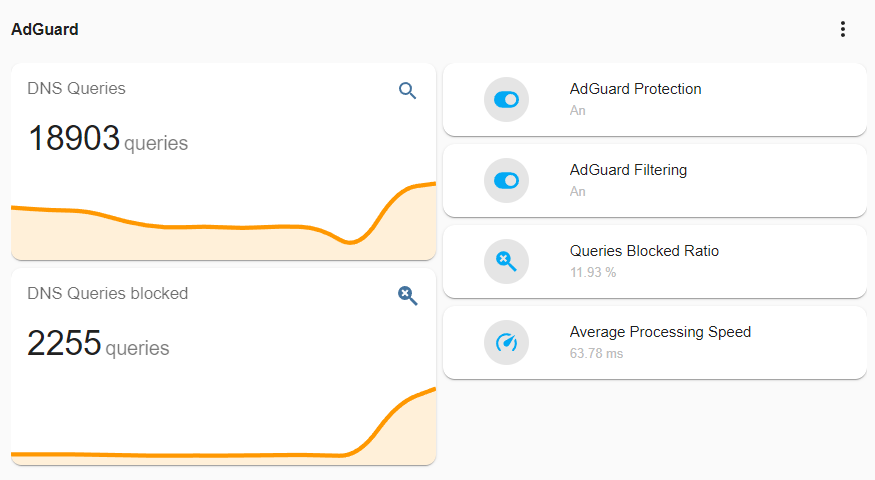 AdGuard
DNS Queries
18903 queries
DNS Queries blocked
2255 queries
AdGuard Protection
An
AdGuard Filtering
An
Queries Blocked Ratio
11.93 %
Average Processing Speed
63.78 ms